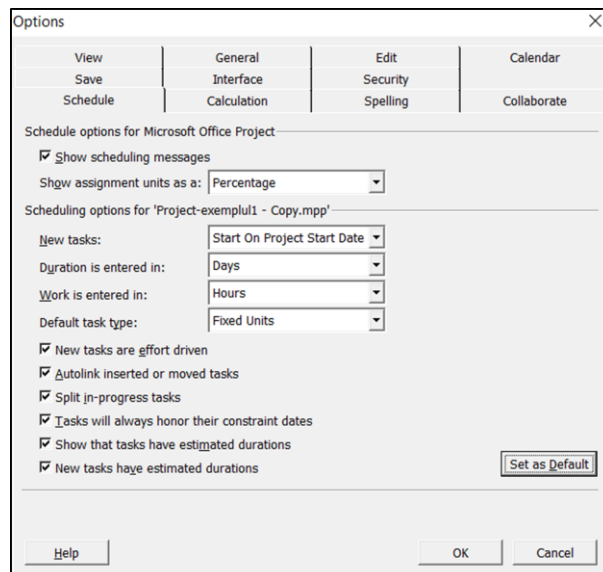 Options
View General Edit Calendar
Save Interface Security
Schedule Calculation Spelling Collaborate
Schedule options for Microsoft Office Project
Show scheduling messages
Show assignment units as a: Percentage
Scheduling options for 'Project-exemplul1 - Copy.mpp'
New tasks: Start On Project Start Date
Duration is entered in: Days
Work is entered in: Hours
Default task type: Fixed Units
New tasks are effort driven
Autolink inserted or moved tasks
Split in-progress tasks
Tasks will always honor their constraint dates
Show that tasks have estimated durations
New tasks have estimated durations Set as Default
Help OK Cancel